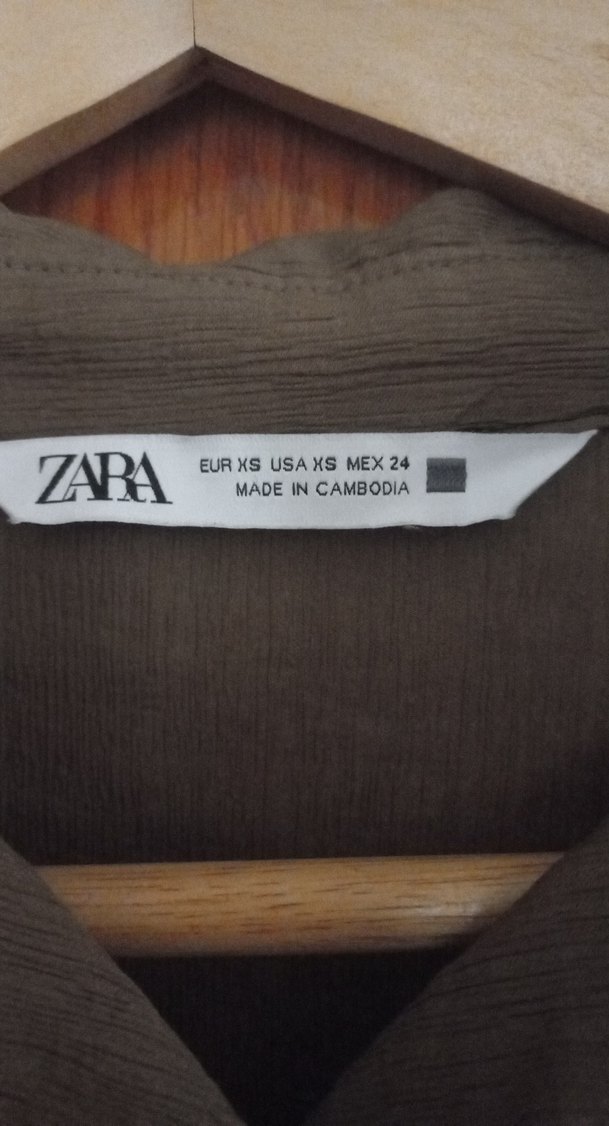 ZARA
EUR XS USA XS MEX 24
MADE IN CAMBODIA